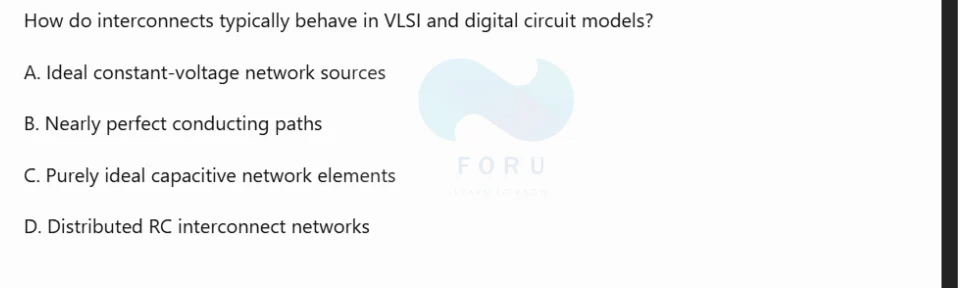 How do interconnects typically behave in VLSI and digital circuit models?
A. Ideal constant-voltage network sources
B. Nearly perfect conducting paths
FORU
C. Purely ideal capacitive network elements
D. Distributed RC interconnect networks